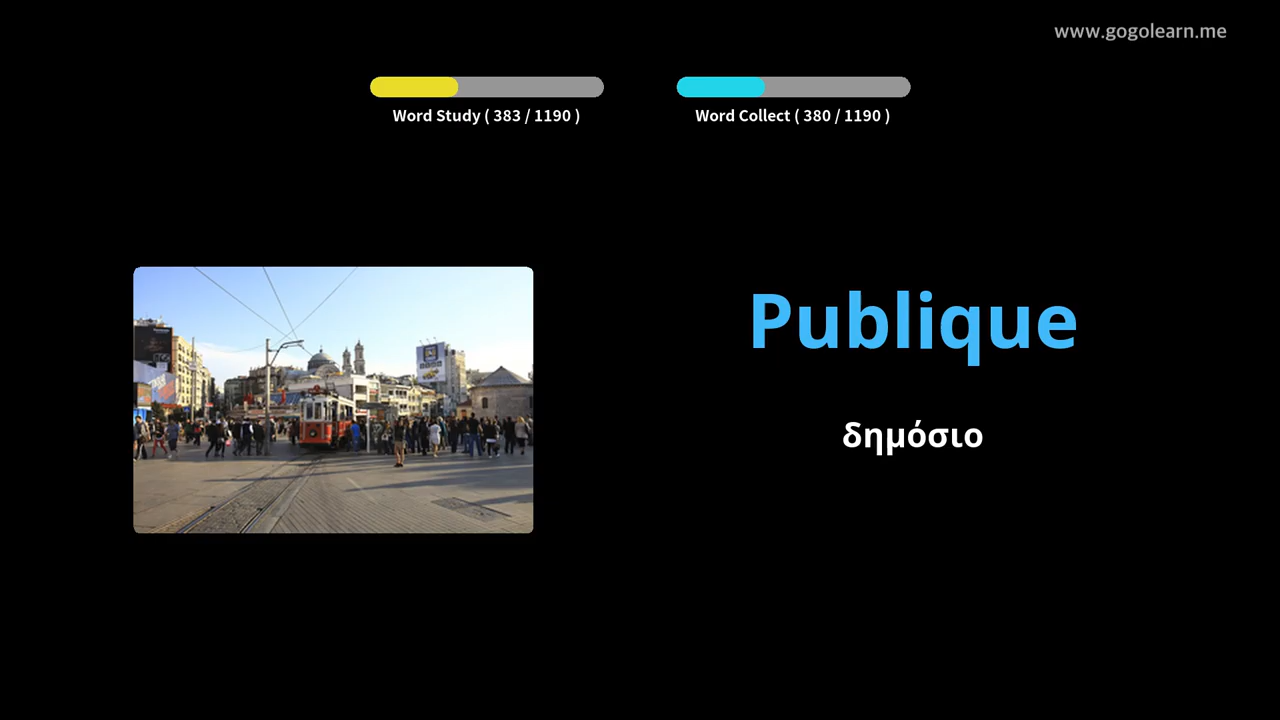 www.gogolearn.me
Word Study ( 383 / 1190 )
Word Collect ( 380 / 1190 )
Publique
δημόσιο